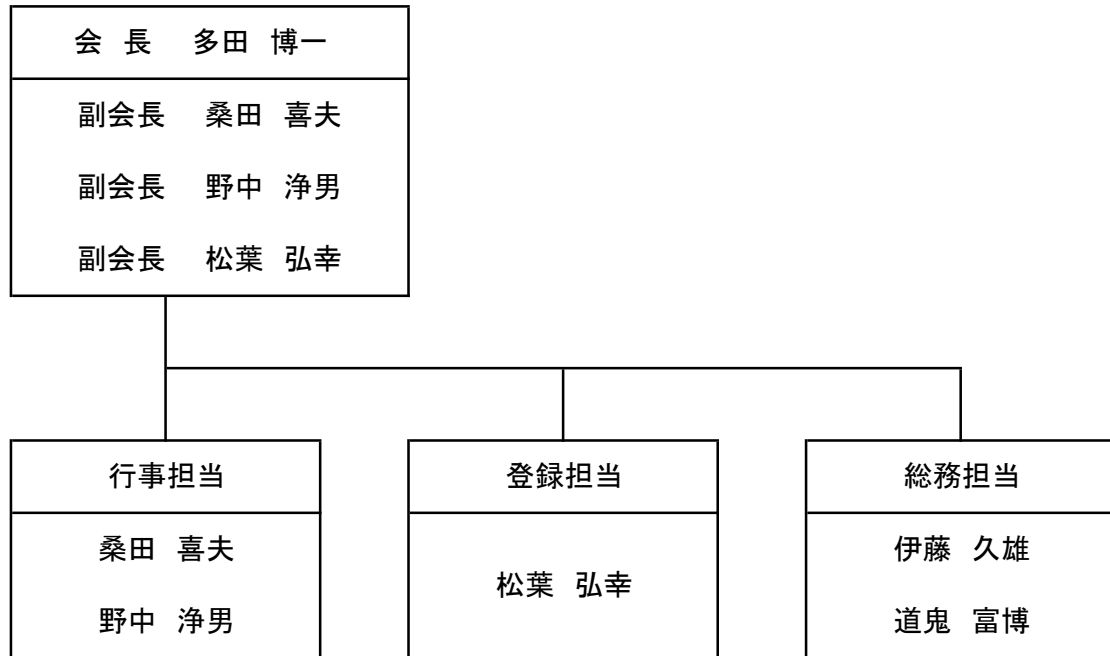 会 長 多田 博一
副会長 桑田 喜夫
副会長 野中 浄男
副会長 松葉 弘幸
行事担当
桑田 喜夫
野中 浄男
登録担当
松葉 弘幸
総務担当
伊藤 久雄
道鬼 富博